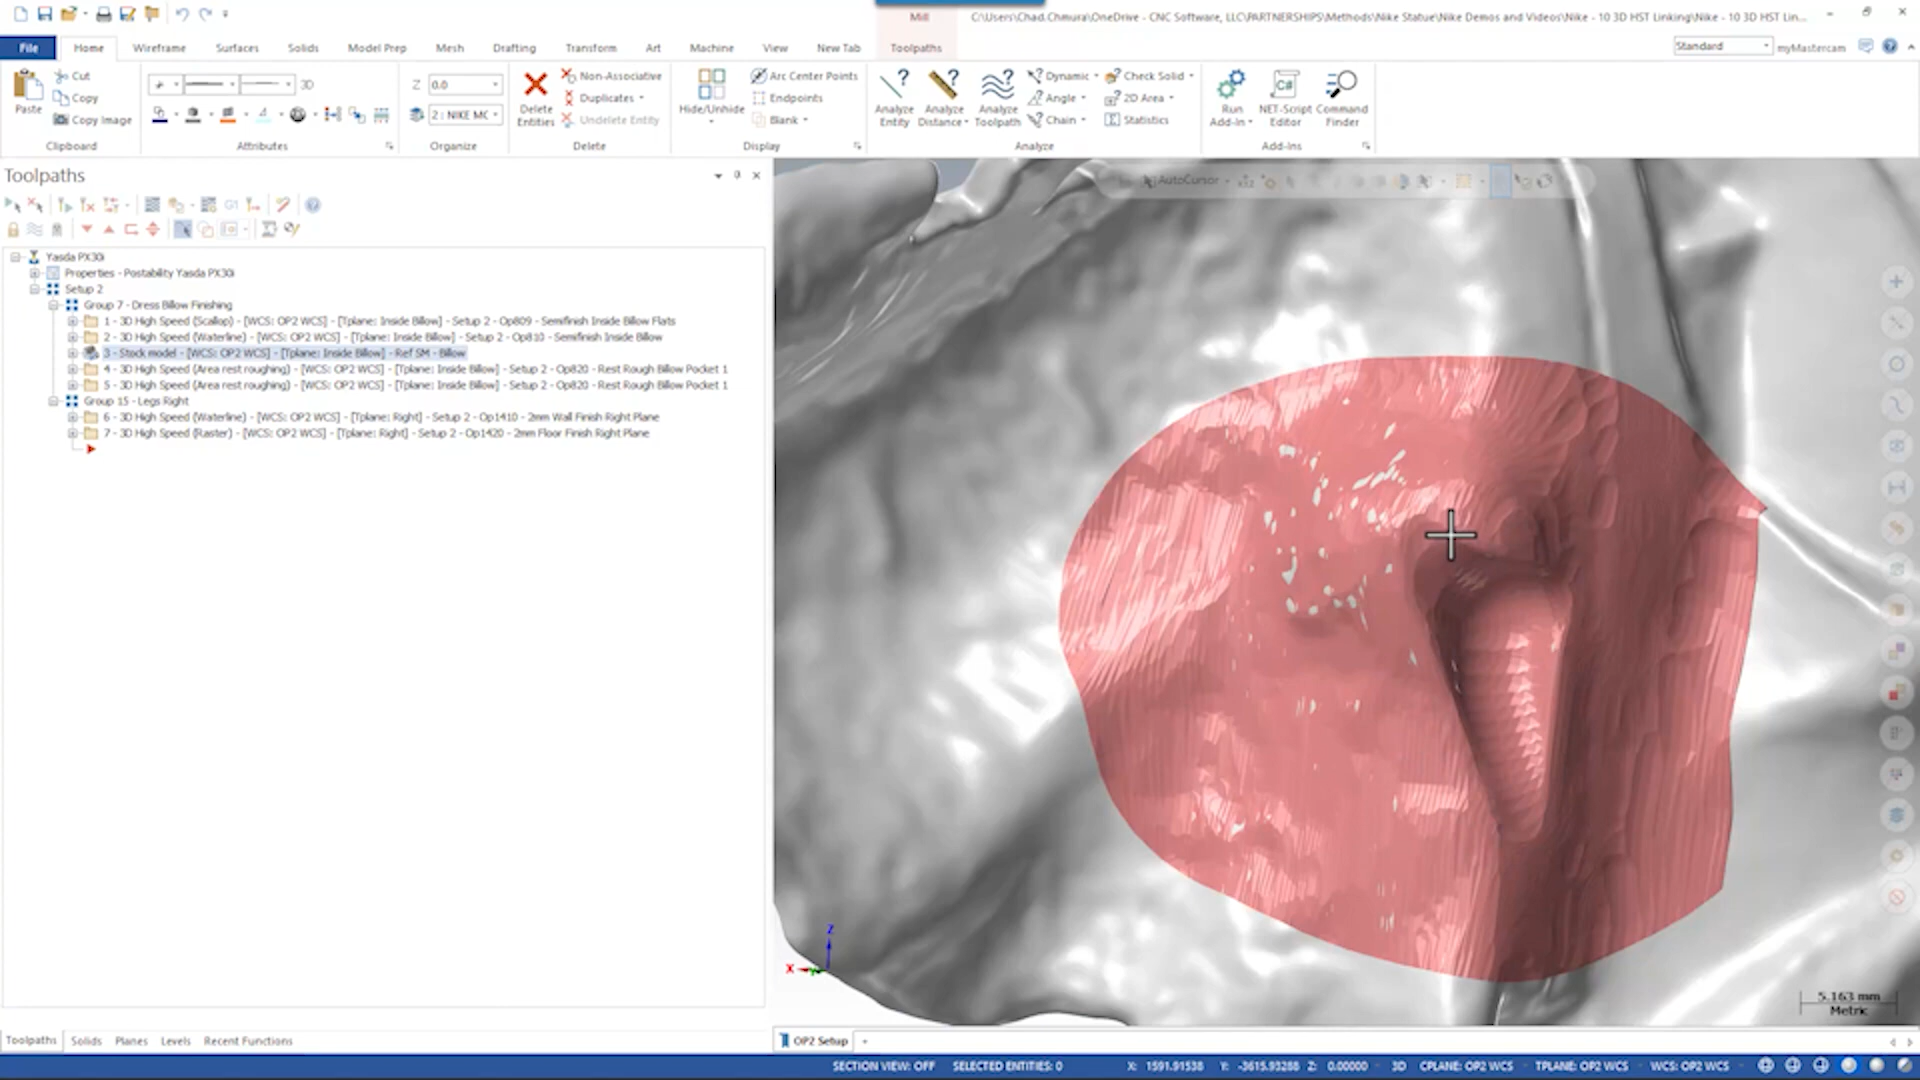 Mill
C:\Users\Chad.Chmura\OneDrive - CNC Software, LLC\PARTNERSHIPS\Methods\Nike Statue\Nike Demos and Videos\Nike - 10 3D HST Linking\Nike - 10 3D HST Lin...
File Home Wireframe Surfaces Solids Model Prep Mesh Drafting Transform Art Machine View New Tab Toolpaths
Standard myMastercam
Paste
Cut
Copy
Copy Image
Clipboard
3D
Attributes
Z 0.0
2 : NIKE MC
Organize
Delete Entities
Non-Associative
Duplicates
Undelete Entity
Delete
Hide/Unhide
Arc Center Points
Endpoints
Blank
Display
Analyze Entity
Analyze Distance
Analyze Toolpath
Dynamic
Angle
Chain
Check Solid
2D Area
Statistics
Analyze
Run Add-In
.NET-Script Editor
Command Finder
Add-Ins
Toolpaths
AutoCursor
G1
Yasda PX30i
Properties - Postability Yasda PX30i
Setup 2
Group 7 - Dress Billow Finishing
1 - 3D High Speed (Scallop) - [WCS: OP2 WCS] - [Tplane: Inside Billow] - Setup 2 - Op809 - Semifinish Inside Billow Flats
2 - 3D High Speed (Waterline) - [WCS: OP2 WCS] - [Tplane: Inside Billow] - Setup 2 - Op810 - Semifinish Inside Billow
3 - Stock model - [WCS: OP2 WCS] - [Tplane: Inside Billow] - Ref SM - Billow
4 - 3D High Speed (Area rest roughing) - [WCS: OP2 WCS] - [Tplane: Inside Billow] - Setup 2 - Op820 - Rest Rough Billow Pocket 1
5 - 3D High Speed (Area rest roughing) - [WCS: OP2 WCS] - [Tplane: Inside Billow] - Setup 2 - Op820 - Rest Rough Billow Pocket 1
Group 15 - Legs Right
6 - 3D High Speed (Waterline) - [WCS: OP2 WCS] - [Tplane: Right] - Setup 2 - Op1410 - 2mm Wall Finish Right Plane
7 - 3D High Speed (Raster) - [WCS: OP2 WCS] - [Tplane: Right] - Setup 2 - Op1420 - 2mm Floor Finish Right Plane
Z
X
5.163 mm
Metric
Toolpaths Solids Planes Levels Recent Functions
OP2 Setup
SECTION VIEW: OFF SELECTED ENTITIES: 0 X: 1591.91538 Y: -3615.93288 Z: 0.00000 3D CPLANE: OP2 WCS TPLANE: OP2 WCS WCS: OP2 WCS